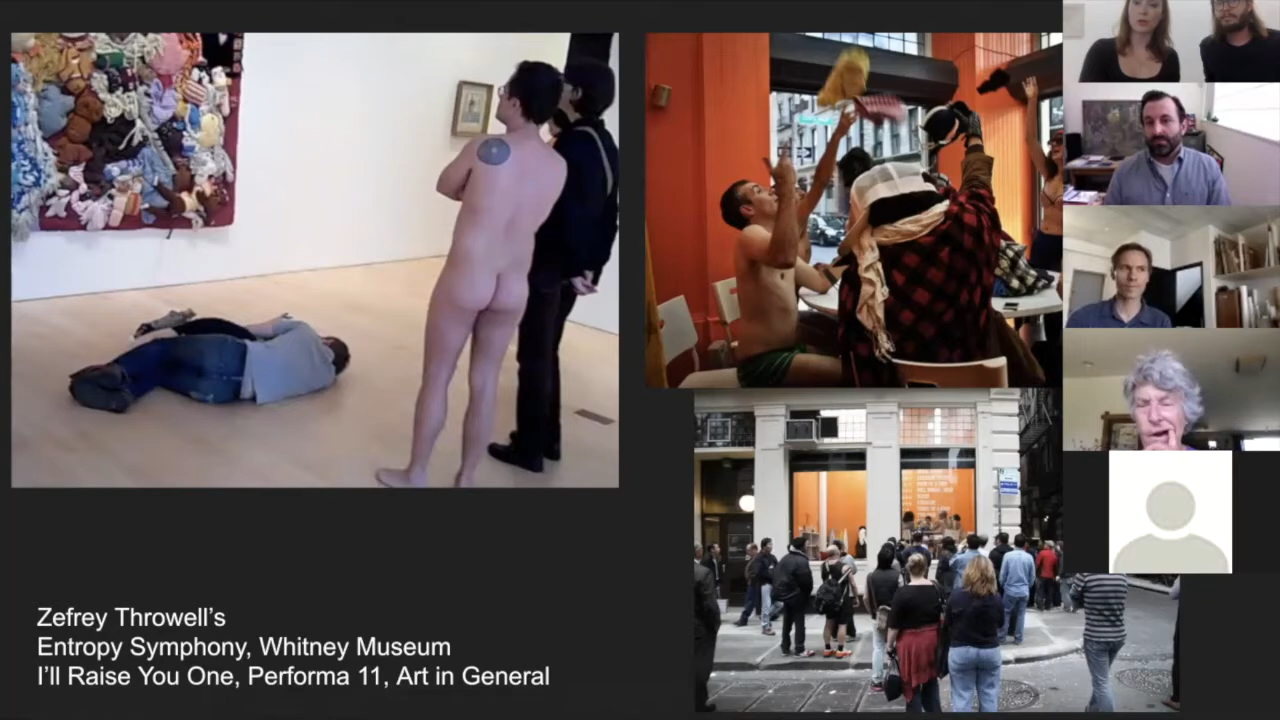 Zefrey Throwell’s
Entropy Symphony, Whitney Museum
I’ll Raise You One, Performa 11, Art in General